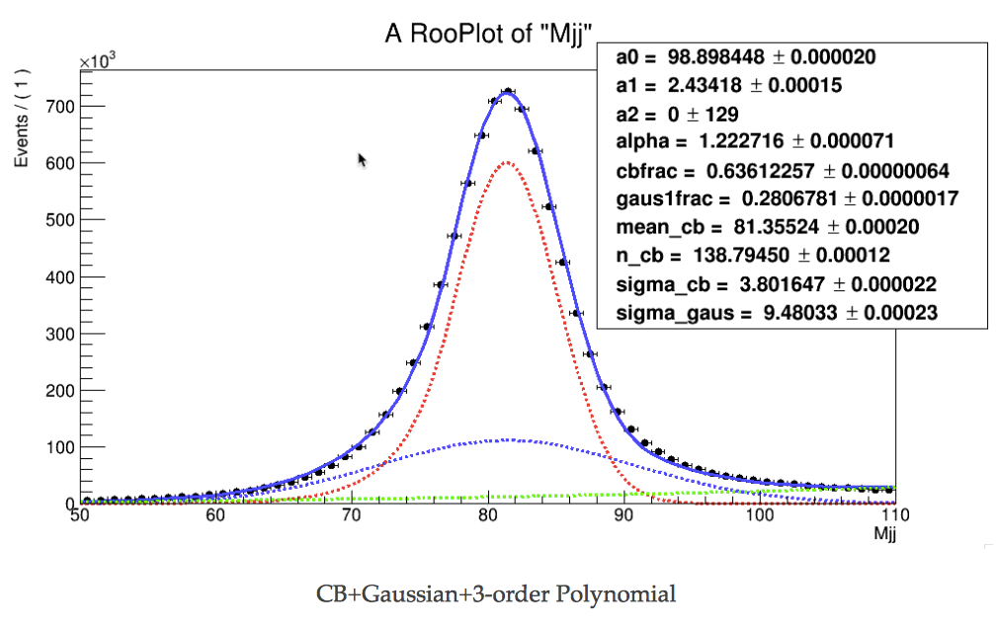 A RooPlot of "Mjj"
×10³
Events / ( 1 )
700
600
500
400
300
200
100
0
50 60 70 80 90 100 110
Mjj
a0 = 98.898448 ± 0.000020
a1 = 2.43418 ± 0.00015
a2 = 0 ± 129
alpha = 1.222716 ± 0.000071
cbfrac = 0.63612257 ± 0.00000064
gaus1frac = 0.2806781 ± 0.0000017
mean_cb = 81.35524 ± 0.00020
n_cb = 138.79450 ± 0.00012
sigma_cb = 3.801647 ± 0.000022
sigma_gaus = 9.48033 ± 0.00023
CB+Gaussian+3-order Polynomial